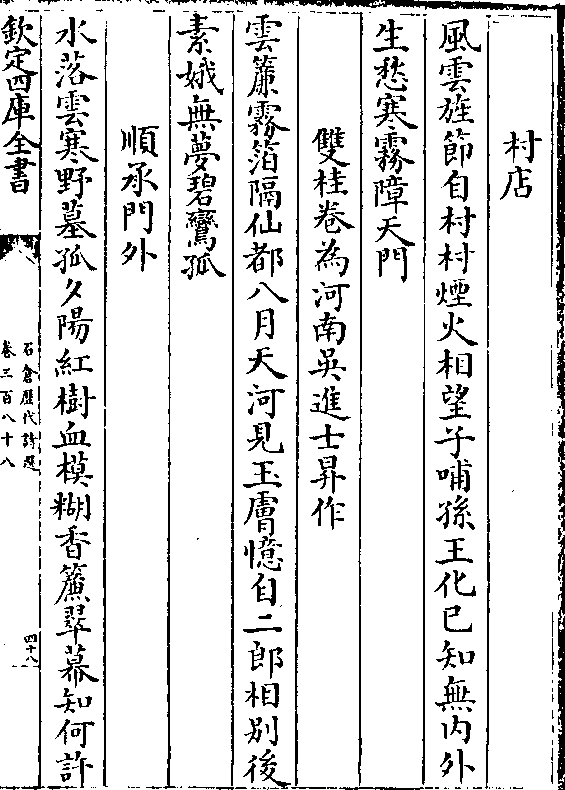 村店
風雲旌節自村村煙火相望子哺孫王化已知無内外
生愁寒霧障天門
雙桂卷為河南吳進士昇作
雲簾霧箔隔仙都八月天河見玉膚憶自二郎相别後
素娥無夢碧鸞孤
順承門外
水落雲寒野墓孤夕陽紅樹血模糊香簾翠幕知何許
欽定四庫全書
石倉歷代詩選
卷三百八十八
四十八